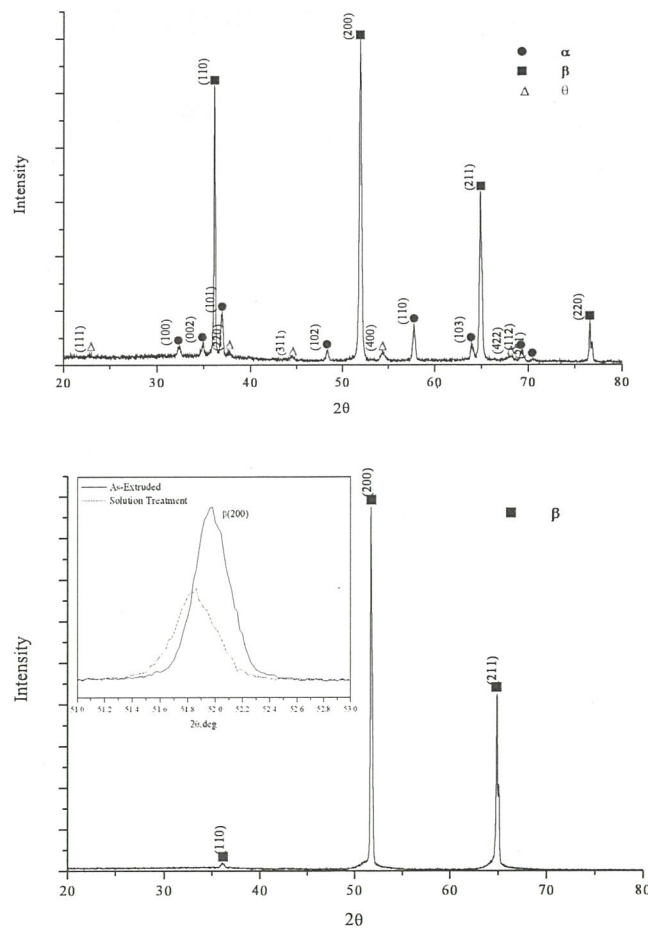 (200)
α
β
θ
(110)
(211)
(101)
(111)
(100)
(002)
(220)
(311)
(102)
(400)
(110)
(103)
(422)
(112)
(220)
Intensity
20 30 40 50 60 70 80
2θ
(200)
As-Extruded
Solution Treatment
β(200)
β
(211)
51.0 51.2 51.4 51.6 51.8 52.0 52.2 52.4 52.6 52.8 53.0
2θ,deg.
(110)
Intensity
20 30 40 50 60 70 80
2θ